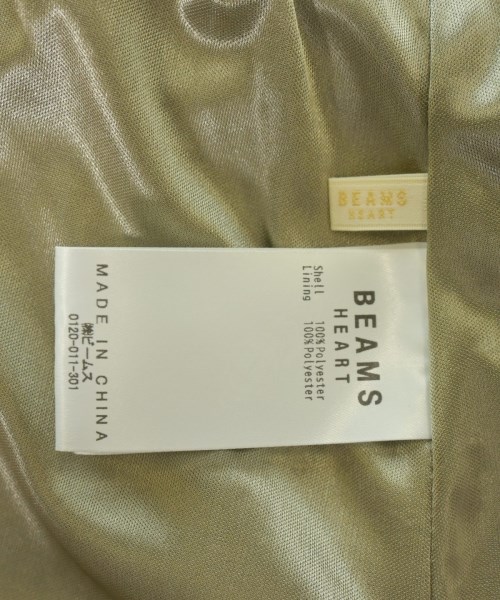 BEAMS
HEART
BEAMS
HEART
Shell 100%Polyester
Lining 100%Polyester
MADE IN CHINA
㈱ビームス
0120-011-301